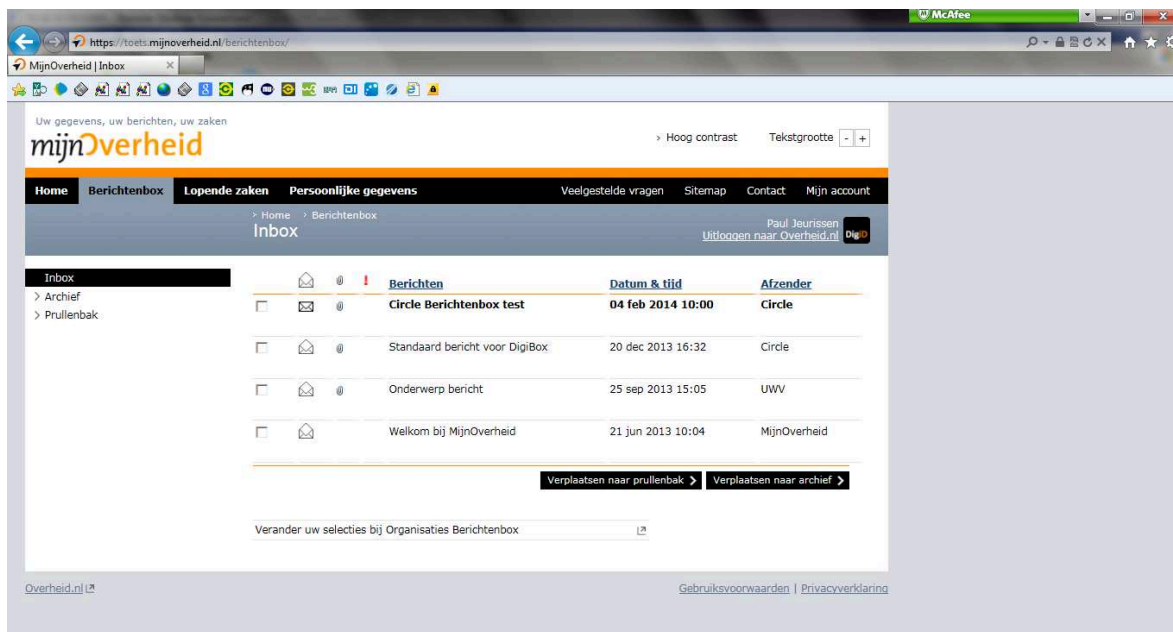 McAfee
https://toets.mijnoverheid.nl/berichtenbox/
MijnOverheid | Inbox
Uw gegevens, uw berichten, uw zaken
mijnOverheid
> Hoog contrast Tekstgrootte - +
Home Berichtenbox Lopende zaken Persoonlijke gegevens Veelgestelde vragen Sitemap Contact Mijn account
> Home > Berichtenbox
Inbox
Paul Jeurissen
Uitloggen naar Overheid.nl DigiD
Inbox
> Archief
> Prullenbak
! Berichten Datum & tijd Afzender
Circle Berichtenbox test 04 feb 2014 10:00 Circle
Standaard bericht voor DigiBox 20 dec 2013 16:32 Circle
Onderwerp bericht 25 sep 2013 15:05 UWV
Welkom bij MijnOverheid 21 jun 2013 10:04 MijnOverheid
Verplaatsen naar prullenbak > Verplaatsen naar archief >
Verander uw selecties bij Organisaties Berichtenbox
Overheid.nl Gebruiksvoorwaarden | Privacyverklaring